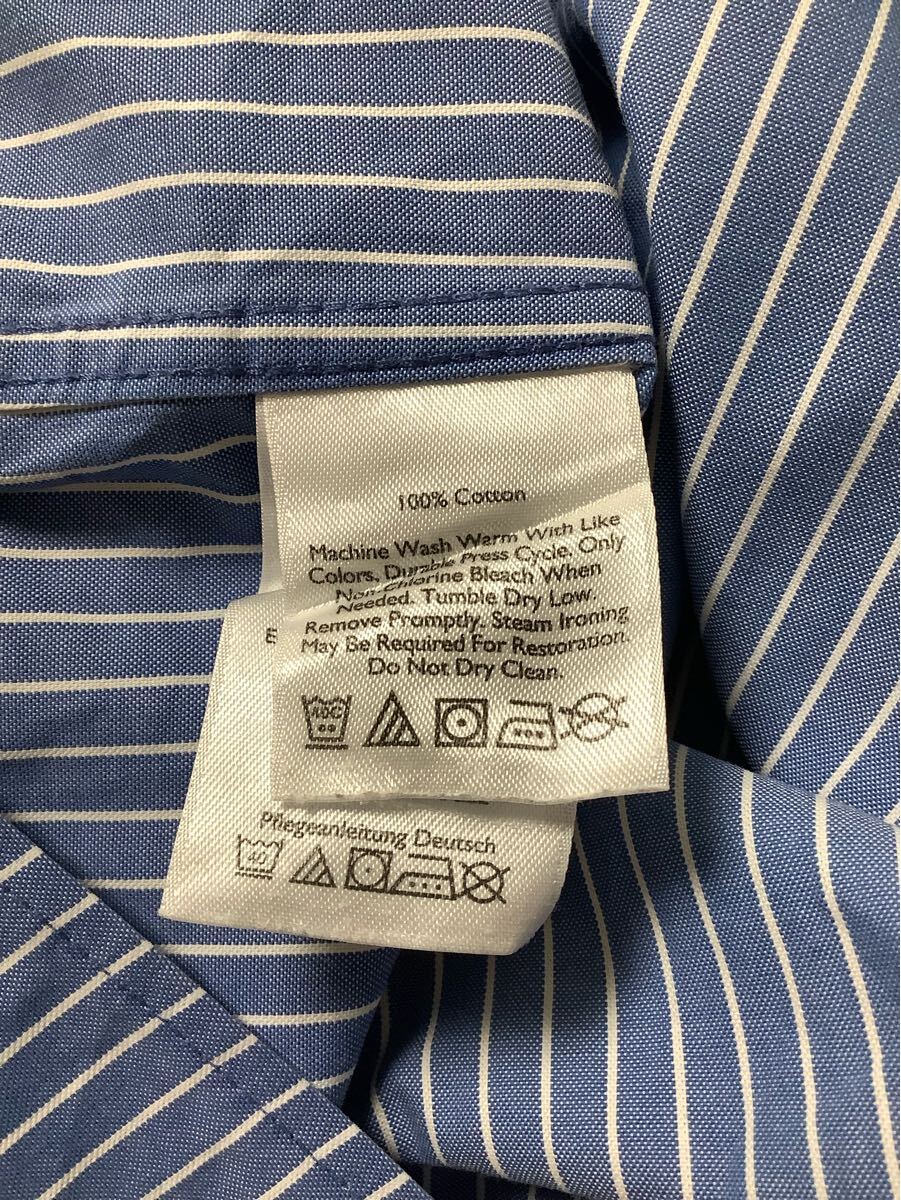 100% Cotton
Machine Wash Warm With Like
Colors. Durable Press Cycle. Only
Non-Chlorine Bleach When
Needed. Tumble Dry Low.
Remove Promptly. Steam Ironing
May Be Required For Restoration.
Do Not Dry Clean.
E
Pflegeanleitung Deutsch
40